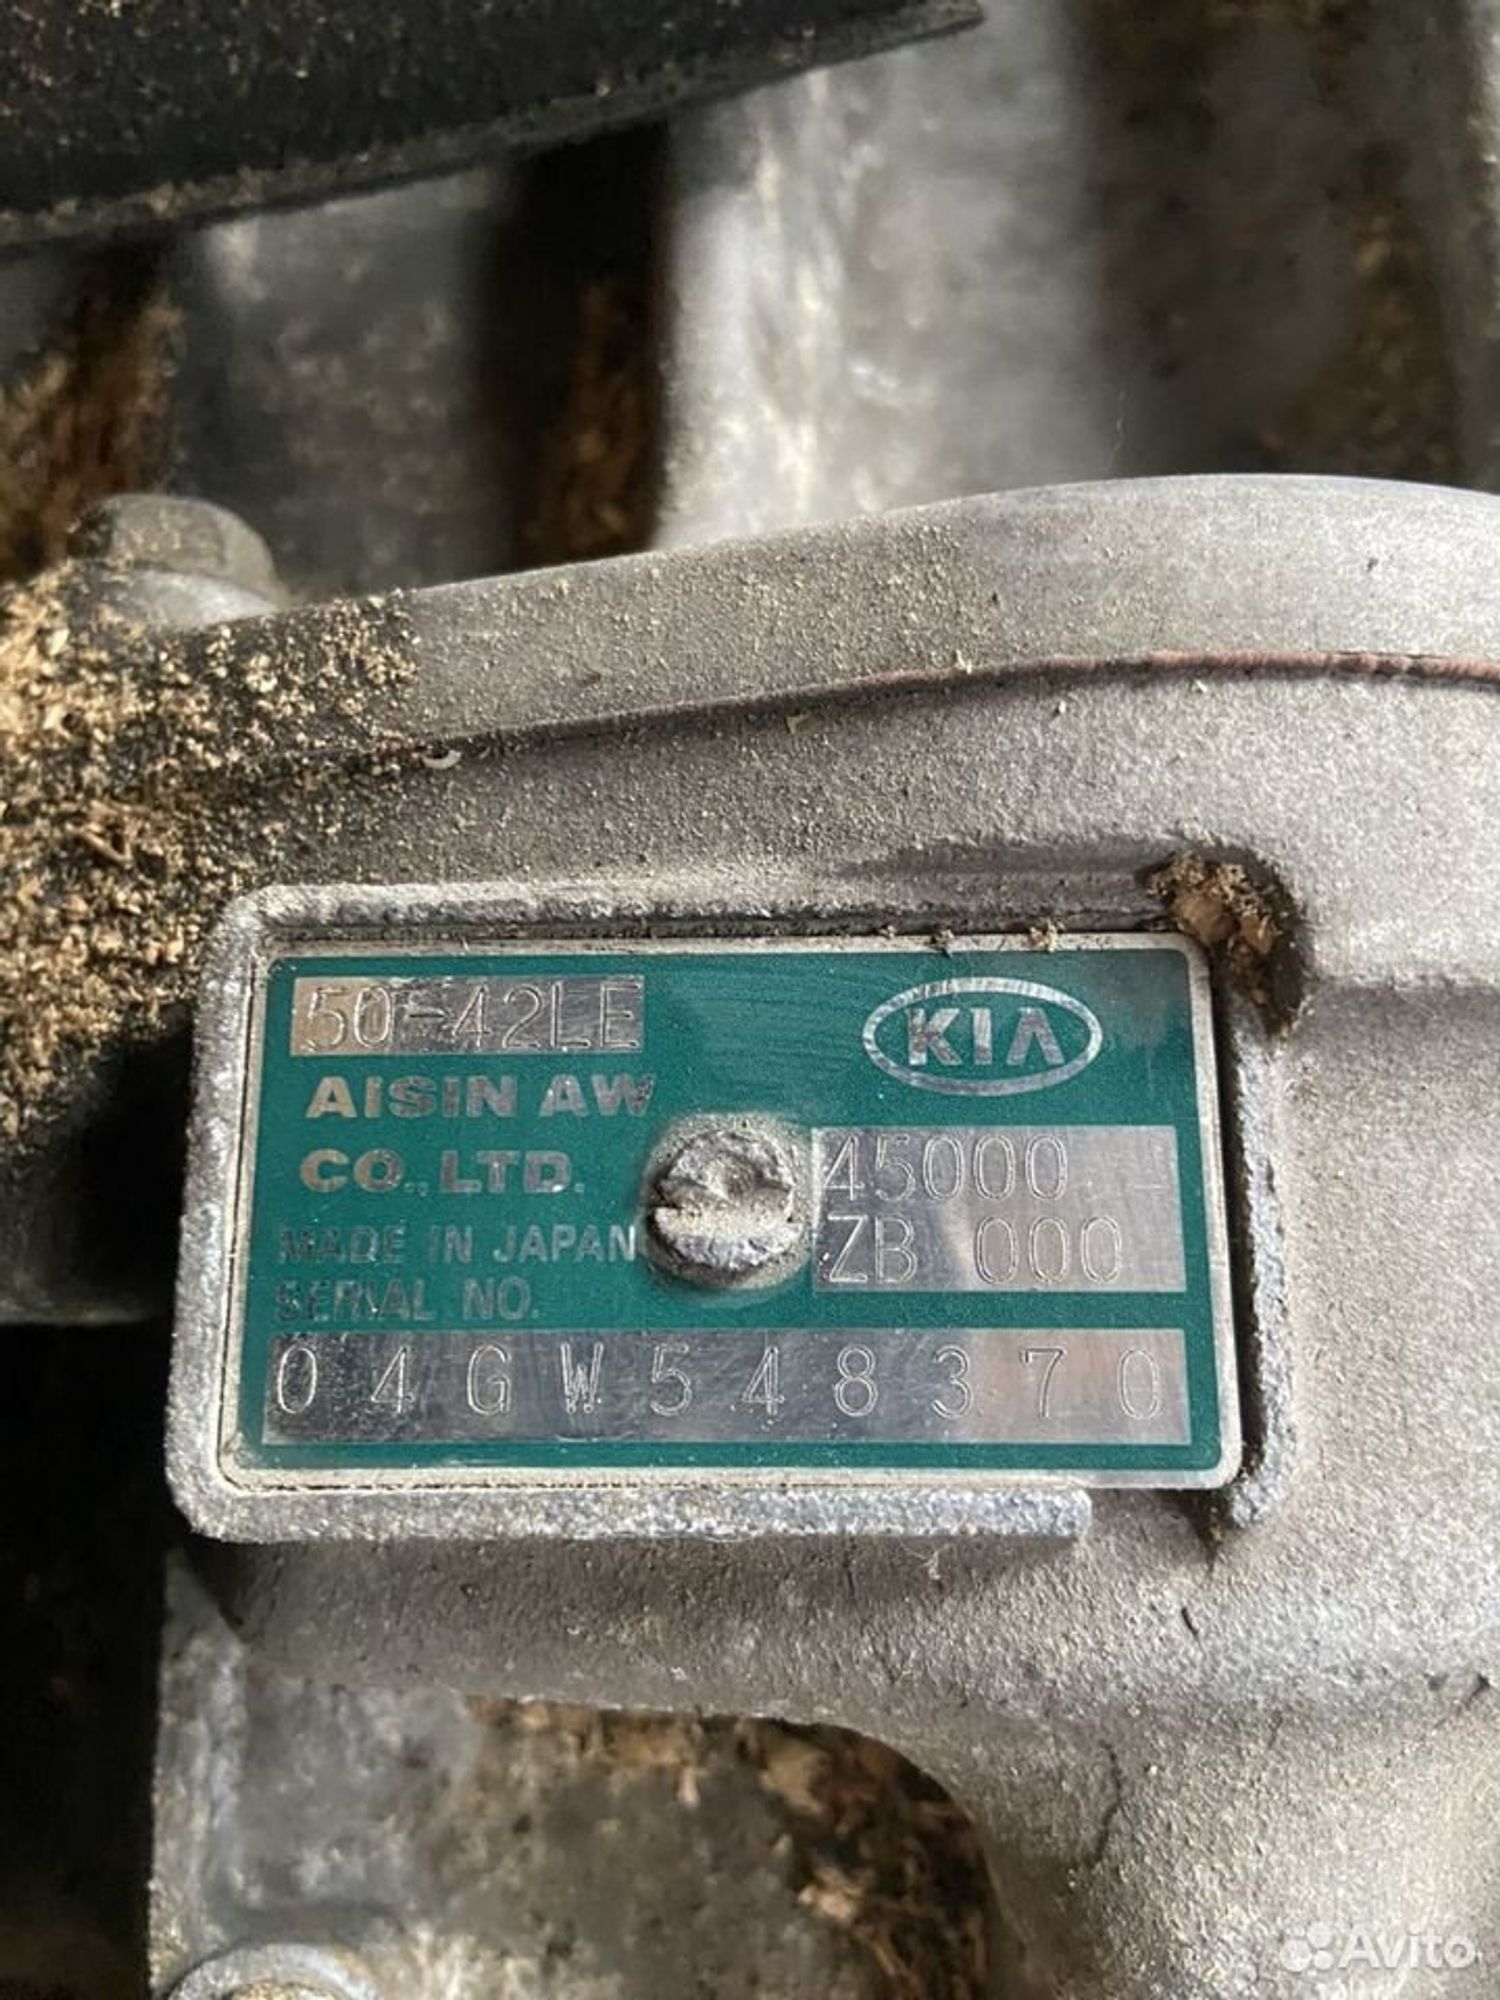 50-42LE
KIA
AISIN AW
CO., LTD.
45000 -
MADE IN JAPAN
ZB 000
SERIAL NO.
04GW548370
Avito